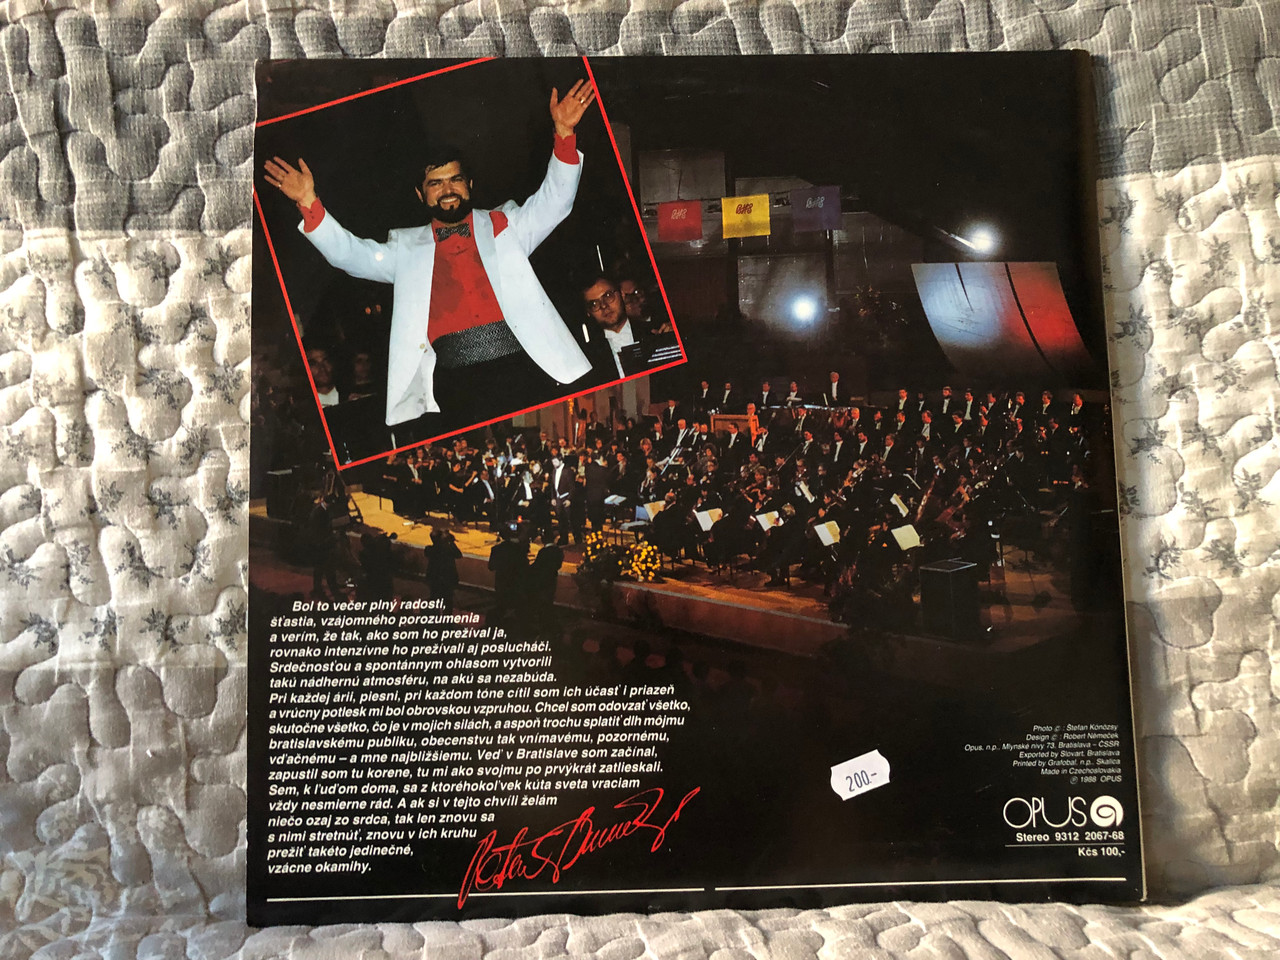 Bol to večer plný radosti,
šťastia, vzájomného porozumenia
a verím, že tak, ako som ho prežíval ja,
rovnako intenzívne ho prežívali aj poslucháči.
Srdečnosťou a spontánnym ohlasom vytvorili
takú nádhernú atmosféru, na akú sa nezabúda.
Pri každej árii, piesni, pri každom tóne cítil som ich účasť i priazeň
a vrúcny potlesk mi bol obrovskou vzpruhou. Chcel som odovzať všetko,
skutočne všetko, čo je v mojich silách, a aspoň trochu splatiť dlh môjmu
bratislavskému publiku, obecenstvu tak vnímavému, pozornému,
vďačnému – a mne najbližšiemu. Veď v Bratislave som začínal,
zapustil som tu korene, tu mi ako svojmu po prvýkrát zatlieskali.
Sem, k ľuďom doma, sa z ktoréhokoľvek kúta sveta vraciam
vždy nesmierne rád. A ak si v tejto chvíli želám
niečo ozaj zo srdca, tak len znovu sa
s nimi stretnúť, znovu v ich kruhu
prežiť takéto jedinečné,
vzácne okamihy.
Photo © : Štefan Könözsy
Design © : Robert Němeček
Opus, n.p., Mlynské nivy 73, Bratislava – ČSSR
Exported by Slovart, Bratislava
Printed by Grafobal, n.p., Skalica
Made in Czechoslovakia
℗ 1988 OPUS
200.-
OPUS
Stereo 9312 2067-68
Kčs 100,-